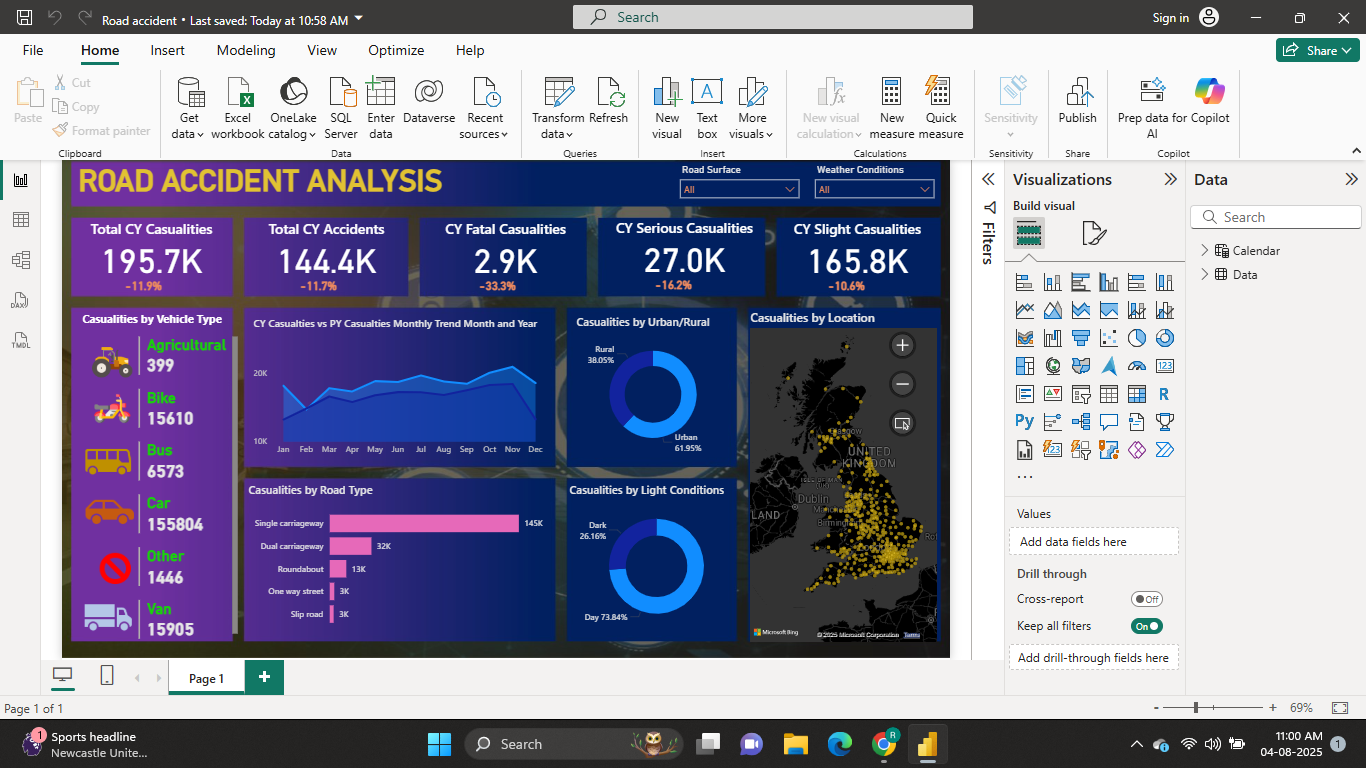 Road accident • Last saved: Today at 10:58 AM
Search
Sign in
File Home Insert Modeling View Optimize Help
Share
Paste
Cut
Copy
Format painter
Clipboard
Get data
Excel workbook
OneLake catalog
SQL Server
Enter data
Dataverse
Recent sources
Data
Transform data
Refresh
Queries
New visual
Text box
More visuals
Insert
New visual calculation
New measure
Quick measure
Calculations
Sensitivity
Sensitivity
Publish
Share
Prep data for AI
Copilot
Copilot
ROAD ACCIDENT ANALYSIS
Road Surface
All
Weather Conditions
All
Total CY Casualities
195.7K
-11.9%
Total CY Accidents
144.4K
-11.7%
CY Fatal Casualities
2.9K
-33.3%
CY Serious Casualities
27.0K
-16.2%
CY Slight Casualities
165.8K
-10.6%
Casualities by Vehicle Type
Agricultural
399
Bike
15610
Bus
6573
Car
155804
Other
1446
Van
15905
CY Casualties vs PY Casualties Monthly Trend Month and Year
20K
10K
Jan Feb Mar Apr May Jun Jul Aug Sep Oct Nov Dec
Casualities by Urban/Rural
Rural
38.05%
Urban
61.95%
Casualities by Road Type
Single carriageway 145K
Dual carriageway 32K
Roundabout 13K
One way street 3K
Slip road 3K
Casualities by Light Conditions
Dark
26.16%
Day 73.84%
Casualities by Location
UNITED
KINGDOM
Dublin
LAND
Microsoft Bing
© 2025 Microsoft Corporation Terms
Filters
Visualizations
Build visual
R
Py
123
Values
Add data fields here
Drill through
Cross-report
Off
Keep all filters
On
Add drill-through fields here
Data
Search
Calendar
Data
DAX
TMDL
Page 1
Page 1 of 1
69%
1
Sports headline
Newcastle Unite...
Search
R
11:00 AM
04-08-2025
1